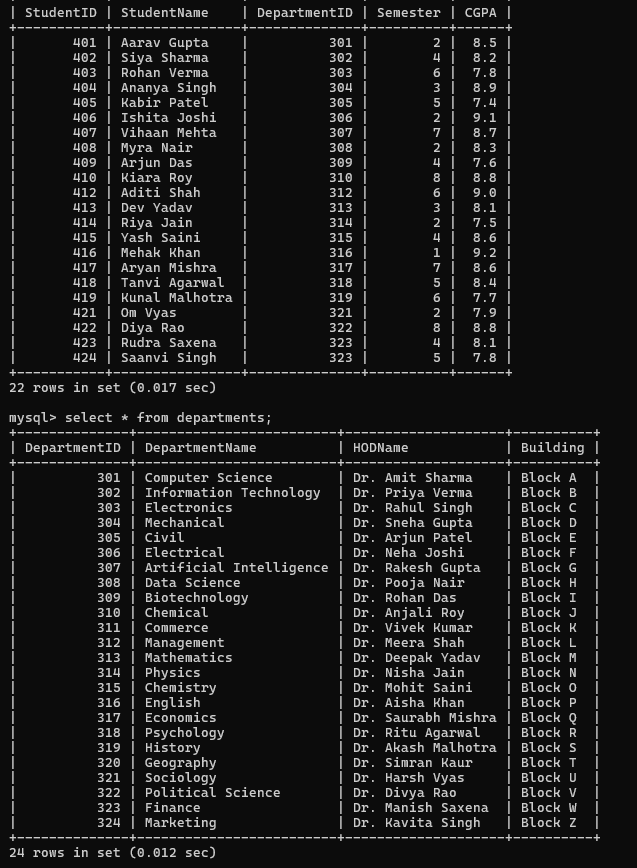 | StudentID | StudentName    | DepartmentID | Semester | CGPA |
+-----------+----------------+--------------+----------+------+
|       401 | Aarav Gupta    |          301 |        2 |  8.5 |
|       402 | Siya Sharma    |          302 |        4 |  8.2 |
|       403 | Rohan Verma    |          303 |        6 |  7.8 |
|       404 | Ananya Singh   |          304 |        3 |  8.9 |
|       405 | Kabir Patel    |          305 |        5 |  7.4 |
|       406 | Ishita Joshi   |          306 |        2 |  9.1 |
|       407 | Vihaan Mehta   |          307 |        7 |  8.7 |
|       408 | Myra Nair      |          308 |        2 |  8.3 |
|       409 | Arjun Das      |          309 |        4 |  7.6 |
|       410 | Kiara Roy      |          310 |        8 |  8.8 |
|       412 | Aditi Shah     |          312 |        6 |  9.0 |
|       413 | Dev Yadav      |          313 |        3 |  8.1 |
|       414 | Riya Jain      |          314 |        2 |  7.5 |
|       415 | Yash Saini     |          315 |        4 |  8.6 |
|       416 | Mehak Khan     |          316 |        1 |  9.2 |
|       417 | Aryan Mishra   |          317 |        7 |  8.6 |
|       418 | Tanvi Agarwal  |          318 |        5 |  8.4 |
|       419 | Kunal Malhotra |          319 |        6 |  7.7 |
|       421 | Om Vyas        |          321 |        2 |  7.9 |
|       422 | Diya Rao       |          322 |        8 |  8.8 |
|       423 | Rudra Saxena   |          323 |        4 |  8.1 |
|       424 | Saanvi Singh   |          323 |        5 |  7.8 |
+-----------+----------------+--------------+----------+------+
22 rows in set (0.017 sec)

mysql> select * from departments;
+--------------+-------------------------+--------------------+----------+
| DepartmentID | DepartmentName          | HODName            | Building |
+--------------+-------------------------+--------------------+----------+
|          301 | Computer Science        | Dr. Amit Sharma    | Block A  |
|          302 | Information Technology  | Dr. Priya Verma    | Block B  |
|          303 | Electronics             | Dr. Rahul Singh    | Block C  |
|          304 | Mechanical              | Dr. Sneha Gupta    | Block D  |
|          305 | Civil                   | Dr. Arjun Patel    | Block E  |
|          306 | Electrical              | Dr. Neha Joshi     | Block F  |
|          307 | Artificial Intelligence | Dr. Rakesh Gupta   | Block G  |
|          308 | Data Science            | Dr. Pooja Nair     | Block H  |
|          309 | Biotechnology           | Dr. Rohan Das      | Block I  |
|          310 | Chemical                | Dr. Anjali Roy     | Block J  |
|          311 | Commerce                | Dr. Vivek Kumar    | Block K  |
|          312 | Management              | Dr. Meera Shah     | Block L  |
|          313 | Mathematics             | Dr. Deepak Yadav   | Block M  |
|          314 | Physics                 | Dr. Nisha Jain     | Block N  |
|          315 | Chemistry               | Dr. Mohit Saini    | Block O  |
|          316 | English                 | Dr. Aisha Khan     | Block P  |
|          317 | Economics               | Dr. Saurabh Mishra | Block Q  |
|          318 | Psychology              | Dr. Ritu Agarwal   | Block R  |
|          319 | History                 | Dr. Akash Malhotra | Block S  |
|          320 | Geography               | Dr. Simran Kaur    | Block T  |
|          321 | Sociology               | Dr. Harsh Vyas     | Block U  |
|          322 | Political Science       | Dr. Divya Rao      | Block V  |
|          323 | Finance                 | Dr. Manish Saxena  | Block W  |
|          324 | Marketing               | Dr. Kavita Singh   | Block Z  |
+--------------+-------------------------+--------------------+----------+
24 rows in set (0.012 sec)